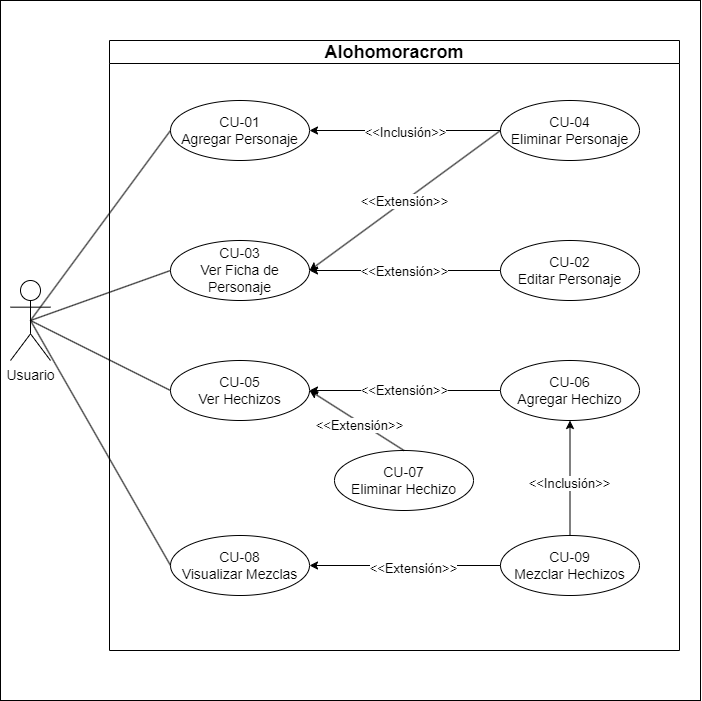 Alohomoracrom
CU-01
Agregar Personaje
<<Inclusión>>
CU-04
Eliminar Personaje
<<Extensión>>
CU-03
Ver Ficha de
Personaje
<<Extensión>>
CU-02
Editar Personaje
Usuario
CU-05
Ver Hechizos
<<Extensión>>
CU-06
Agregar Hechizo
<<Extensión>>
CU-07
Eliminar Hechizo
<<Inclusión>>
CU-08
Visualizar Mezclas
<<Extensión>>
CU-09
Mezclar Hechizos